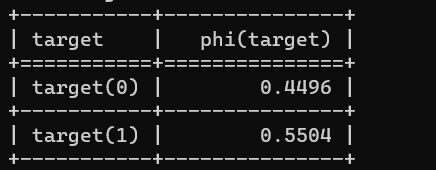 +-----------+---------------+
| target    |   phi(target) |
+===========+===============+
| target(0) |        0.4496 |
+-----------+---------------+
| target(1) |        0.5504 |
+-----------+---------------+